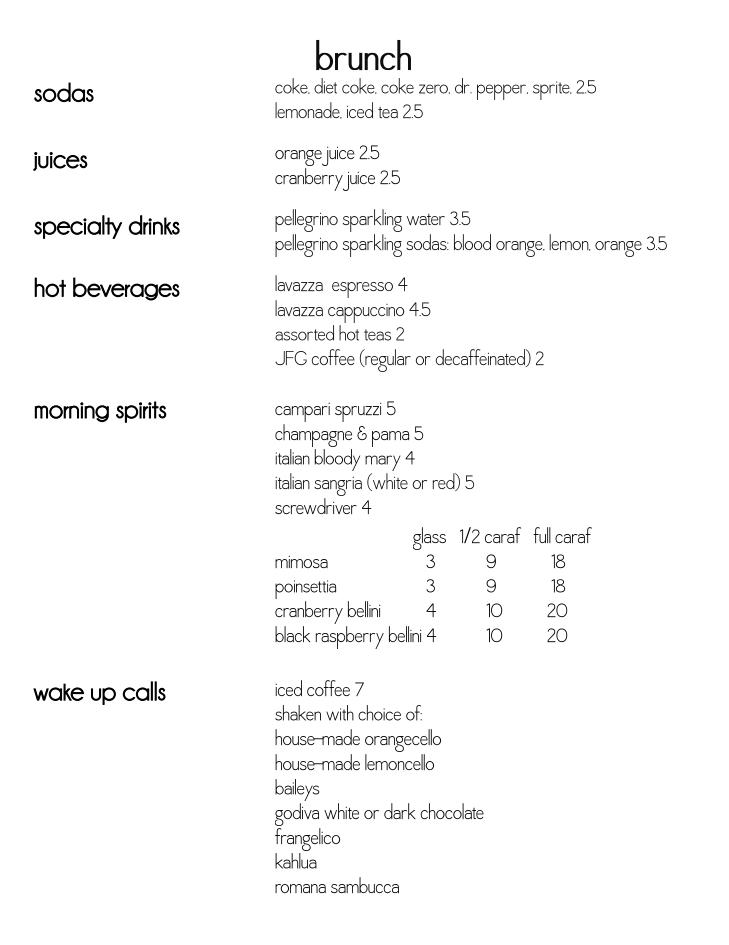 brunch
sodas
coke, diet coke, coke zero, dr. pepper, sprite, 2.5
lemonade, iced tea 2.5
juices
orange juice 2.5
cranberry juice 2.5
specialty drinks
pellegrino sparkling water 3.5
pellegrino sparkling sodas: blood orange, lemon, orange 3.5
hot beverages
lavazza espresso 4
lavazza cappuccino 4.5
assorted hot teas 2
JFG coffee (regular or decaffeinated) 2
morning spirits
campari spruzzi 5
champagne & pama 5
italian bloody mary 4
italian sangria (white or red) 5
screwdriver 4
glass 1/2 caraf full caraf
mimosa 3 9 18
poinsettia 3 9 18
cranberry bellini 4 10 20
black raspberry bellini 4 10 20
wake up calls
iced coffee 7
shaken with choice of:
house-made orangecello
house-made lemoncello
baileys
godiva white or dark chocolate
frangelico
kahlua
romana sambucca